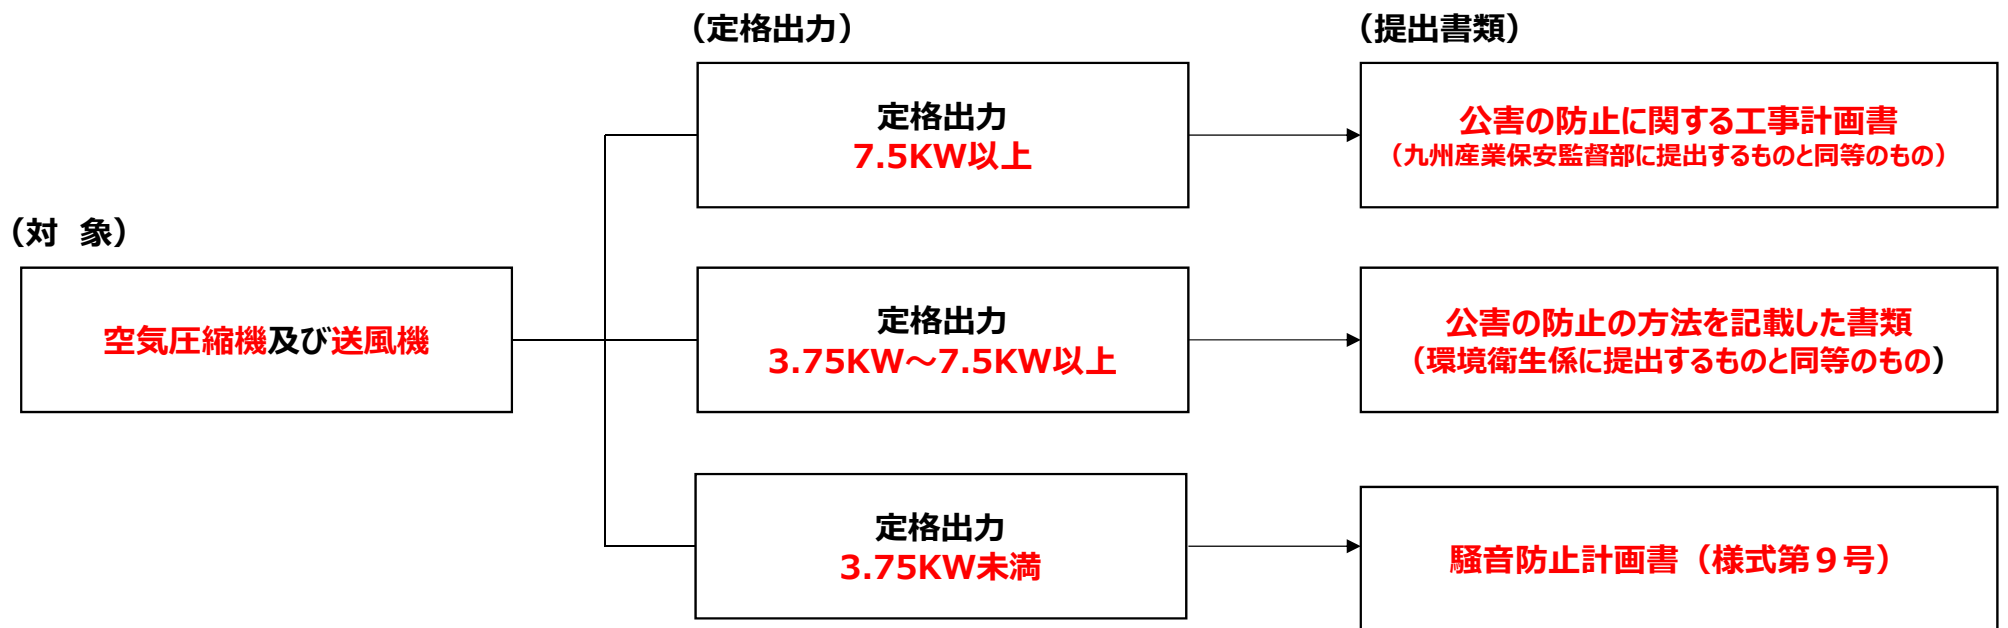 （定格出力）
（提出書類）
定格出力
7.5KW以上
公害の防止に関する工事計画書
（九州産業保安監督部に提出するものと同等のもの）
（対　象）
空気圧縮機及び送風機
定格出力
3.75KW～7.5KW以上
公害の防止の方法を記載した書類
（環境衛生係に提出するものと同等のもの）
定格出力
3.75KW未満
騒音防止計画書（様式第９号）